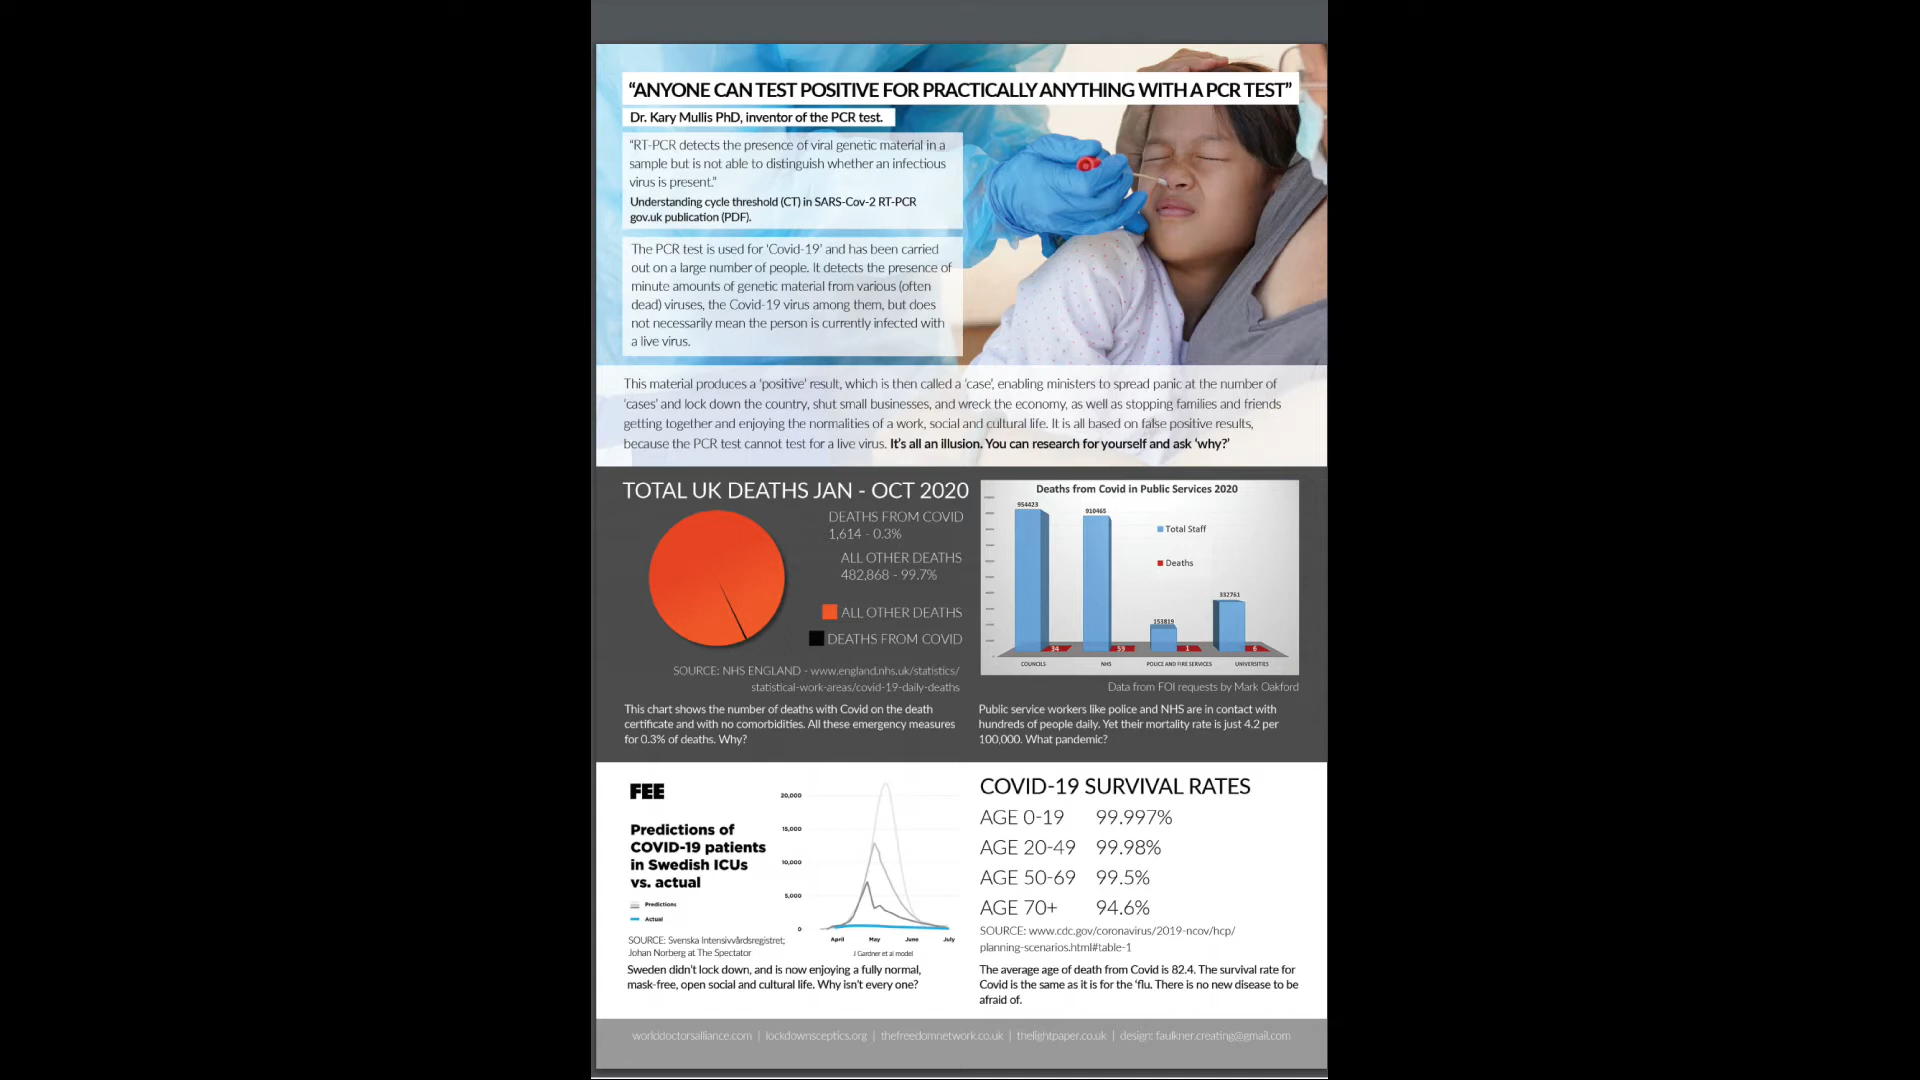 “ANYONE CAN TEST POSITIVE FOR PRACTICALLY ANYTHING WITH A PCR TEST”
Dr. Kary Mullis PhD, inventor of the PCR test.
“RT-PCR detects the presence of viral genetic material in a
sample but is not able to distinguish whether an infectious
virus is present.”
Understanding cycle threshold (CT) in SARS-Cov-2 RT-PCR
gov.uk publication (PDF).
The PCR test is used for ‘Covid-19’ and has been carried
out on a large number of people. It detects the presence of
minute amounts of genetic material from various (often
dead) viruses, the Covid-19 virus among them, but does
not necessarily mean the person is currently infected with
a live virus.
This material produces a ‘positive’ result, which is then called a ‘case’, enabling ministers to spread panic at the number of
‘cases’ and lock down the country, shut small businesses, and wreck the economy, as well as stopping families and friends
getting together and enjoying the normalities of a work, social and cultural life. It is all based on false positive results,
because the PCR test cannot test for a live virus. It’s all an illusion. You can research for yourself and ask ‘why?’
TOTAL UK DEATHS JAN - OCT 2020
DEATHS FROM COVID
1,614 - 0.3%
ALL OTHER DEATHS
482,868 - 99.7%
ALL OTHER DEATHS
DEATHS FROM COVID
SOURCE: NHS ENGLAND - www.england.nhs.uk/statistics/
statistical-work-areas/covid-19-daily-deaths
This chart shows the number of deaths with Covid on the death
certificate and with no comorbidities. All these emergency measures
for 0.3% of deaths. Why?
Deaths from Covid in Public Services 2020
954423
910465
153819
332761
Total Staff
Deaths
34
59
1
6
COUNCILS
NHS
POLICE AND FIRE SERVICES
UNIVERSITIES
Data from FOI requests by Mark Oakford
Public service workers like police and NHS are in contact with
hundreds of people daily. Yet their mortality rate is just 4.2 per
100,000. What pandemic?
FEE
Predictions of
COVID-19 patients
in Swedish ICUs
vs. actual
Predictions
Actual
20,000
15,000
10,000
5,000
0
April
May
June
July
J Gardner et al model
SOURCE: Svenska Intensivvårdsregistret;
Johan Norberg at The Spectator
Sweden didn’t lock down, and is now enjoying a fully normal,
mask-free, open social and cultural life. Why isn’t every one?
COVID-19 SURVIVAL RATES
AGE 0-19 99.997%
AGE 20-49 99.98%
AGE 50-69 99.5%
AGE 70+ 94.6%
SOURCE: www.cdc.gov/coronavirus/2019-ncov/hcp/
planning-scenarios.html#table-1
The average age of death from Covid is 82.4. The survival rate for
Covid is the same as it is for the ‘flu. There is no new disease to be
afraid of.
worlddoctorsalliance.com | lockdownsceptics.org | thefreedomnetwork.co.uk | thelightpaper.co.uk | design: faulkner.creating@gmail.com